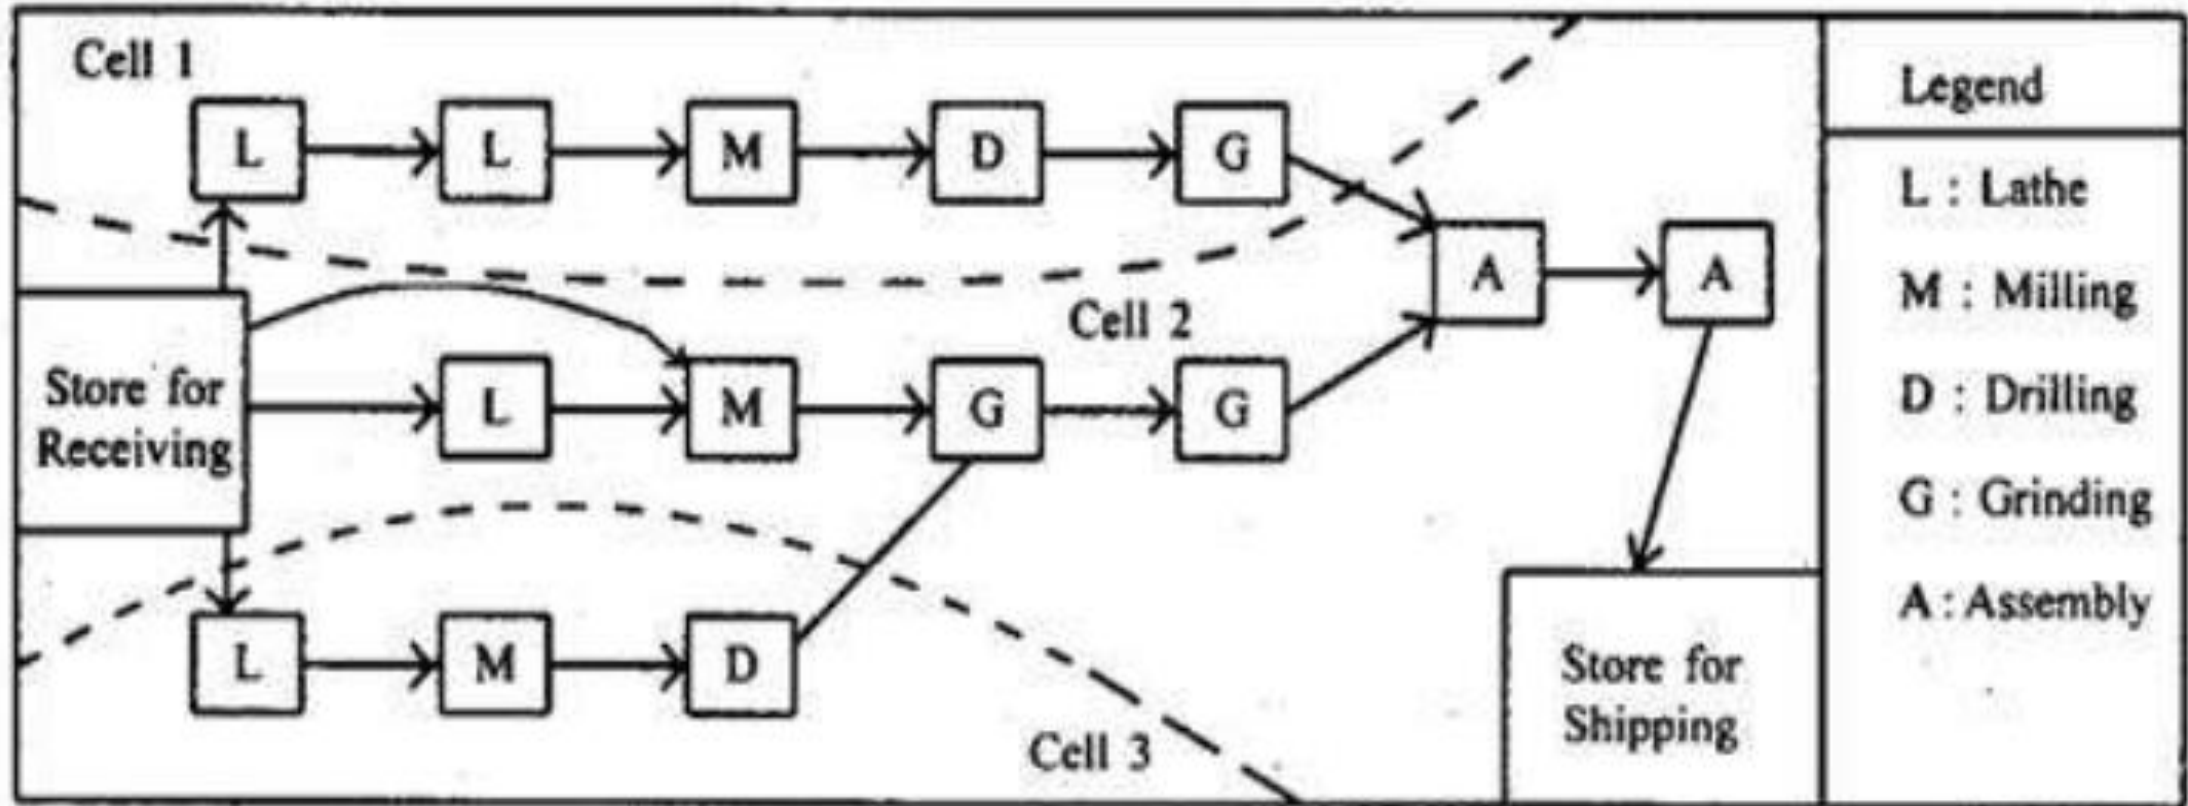 Cell 1
L
L
M
D
G
A
A
Cell 2
Store for
Receiving
L
M
G
G
L
M
D
Cell 3
Store for
Shipping
Legend
L : Lathe
M : Milling
D : Drilling
G : Grinding
A : Assembly